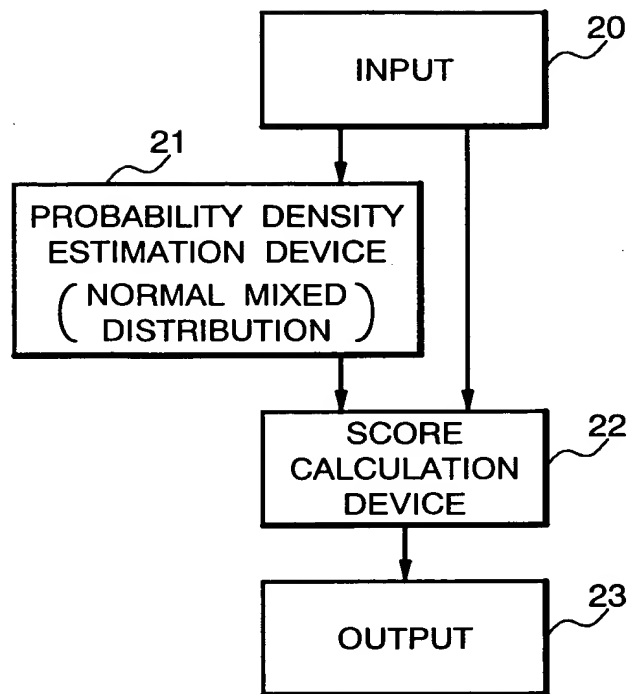 20
INPUT
21
PROBABILITY DENSITY
ESTIMATION DEVICE
(NORMAL MIXED
DISTRIBUTION)
SCORE
CALCULATION
DEVICE
22
OUTPUT
23